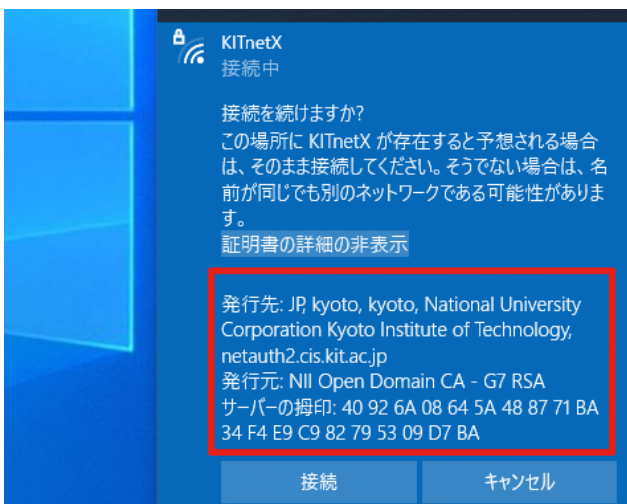 KITnetX
接続中
接続を続けますか?
この場所に KITnetX が存在すると予想される場合
は、そのまま接続してください。そうでない場合は、名
前が同じでも別のネットワークである可能性がありま
す。
証明書の詳細の非表示
発行先: JP, kyoto, kyoto, National University
Corporation Kyoto Institute of Technology,
netauth2.cis.kit.ac.jp
発行元: NII Open Domain CA - G7 RSA
サーバーの拇印: 40 92 6A 08 64 5A 48 87 71 BA
34 F4 E9 C9 82 79 53 09 D7 BA
接続
キャンセル